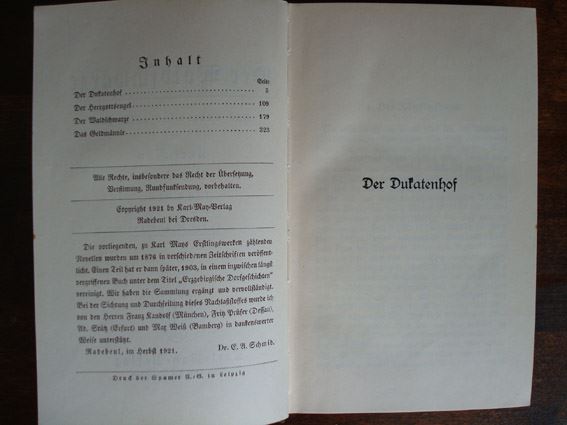 Inhalt
Seite
Der Dukatenhof 5
Der Herrgottsengel 109
Der Waldschwarze 179
Das Geldmännle 323
Alle Rechte, insbesondere das Recht der Übersetzung,
Verfilmung, Rundfunksendung, vorbehalten.
Copyright 1921 by Karl-May-Verlag
Radebeul bei Dresden.
Die vorliegenden, zu Karl Mays Erstlingswerken zählenden
Novellen wurden um 1876 in verschiedenen Zeitschriften veröffent-
licht. Einen Teil hat er dann später, 1903, in einem inzwischen längst
vergriffenen Buch unter dem Titel „Erzgebirgische Dorfgeschichten“
vereinigt. Wir haben die Sammlung ergänzt und vervollständigt.
Bei der Sichtung und Durchfeilung dieses Nachlaßstoffes wurde ich
von den Herren Franz Kandolf (München), Fritz Prüfer (Dessau),
Ad. Stütz (Erfurt) und Max Weiß (Bamberg) in dankenswerter
Weise unterstützt.
Radebeul, im Herbst 1921. Dr. E. A. Schmid.
Druck der Spamer A.-G. in Leipzig
Der Dukatenhof